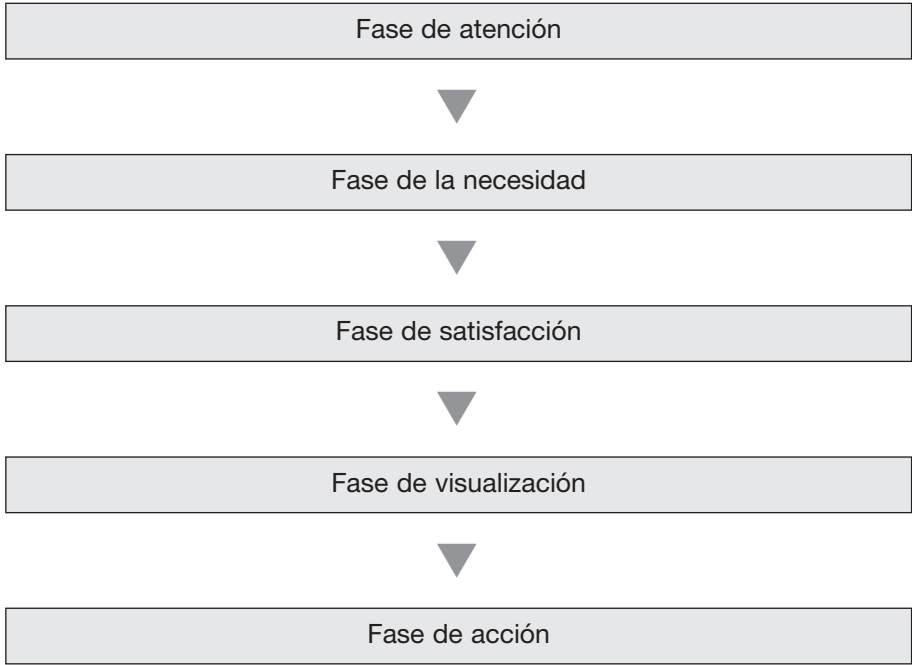 Fase de atención
Fase de la necesidad
Fase de satisfacción
Fase de visualización
Fase de acción